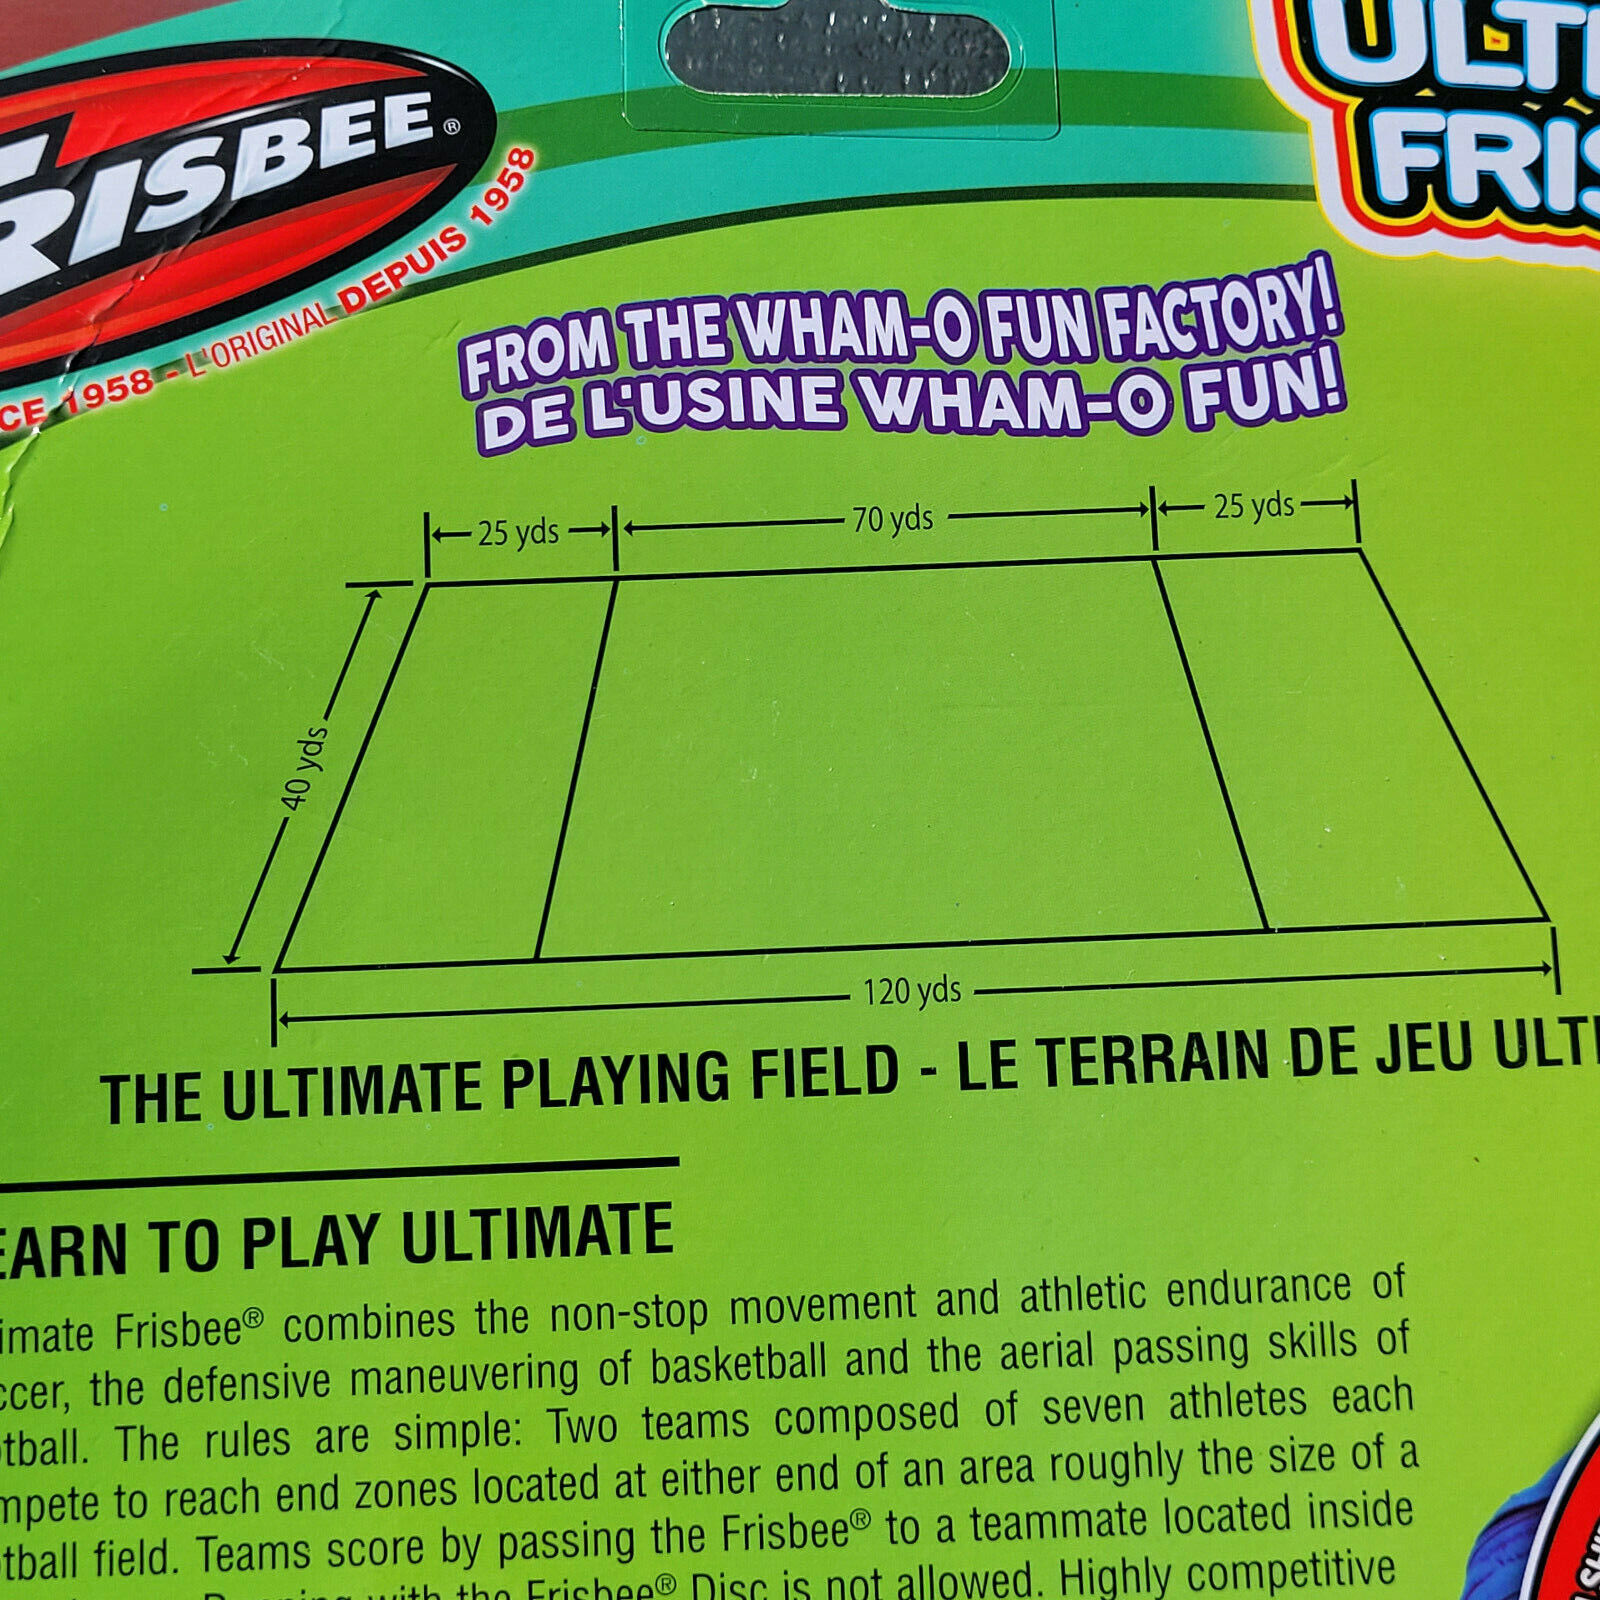 FRISBEE®
CE 1958 - L'ORIGINAL DEPUIS 1958
FROM THE WHAM-O FUN FACTORY!
DE L'USINE WHAM-O FUN!
25 yds
70 yds
25 yds
40 yds
120 yds
THE ULTIMATE PLAYING FIELD - LE TERRAIN DE JEU ULTI
EARN TO PLAY ULTIMATE
imate Frisbee® combines the non-stop movement and athletic endurance of
ccer, the defensive maneuvering of basketball and the aerial passing skills of
tball. The rules are simple: Two teams composed of seven athletes each
mpete to reach end zones located at either end of an area roughly the size of a
tball field. Teams score by passing the Frisbee® to a teammate located inside
with the Frisbee® Disc is not allowed. Highly competitive
ULTI
FRIS